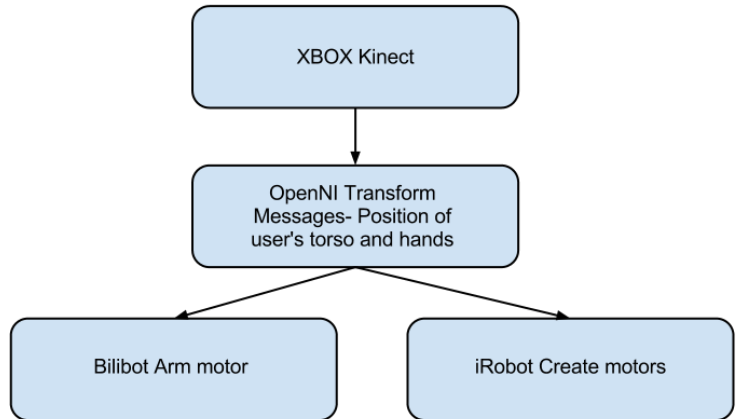 XBOX Kinect
OpenNI Transform
Messages- Position of
user's torso and hands
Bilibot Arm motor
iRobot Create motors